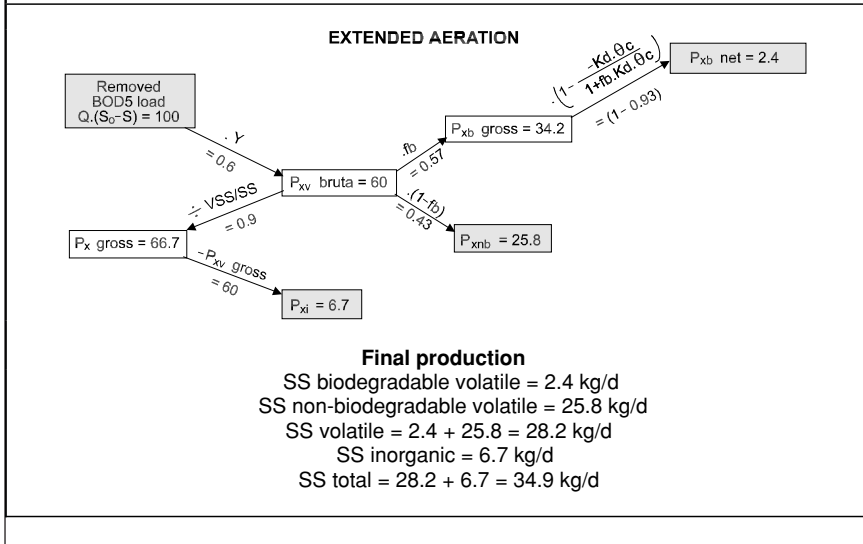 EXTENDED AERATION
Removed
BOD5 load
Q.(S₀–S) = 100
. Y
= 0.6
Pxv bruta = 60
.fb
= 0.57
Pxb gross = 34.2
.(1- –Kd.θc
1+fb.Kd.θc )
= (1– 0.93)
Pxb net = 2.4
.(1–fb)
= 0.43
Pxnb = 25.8
÷ VSS/SS
= 0.9
Px gross = 66.7
–Pxv gross
= 60
Pxi = 6.7
Final production
SS biodegradable volatile = 2.4 kg/d
SS non-biodegradable volatile = 25.8 kg/d
SS volatile = 2.4 + 25.8 = 28.2 kg/d
SS inorganic = 6.7 kg/d
SS total = 28.2 + 6.7 = 34.9 kg/d